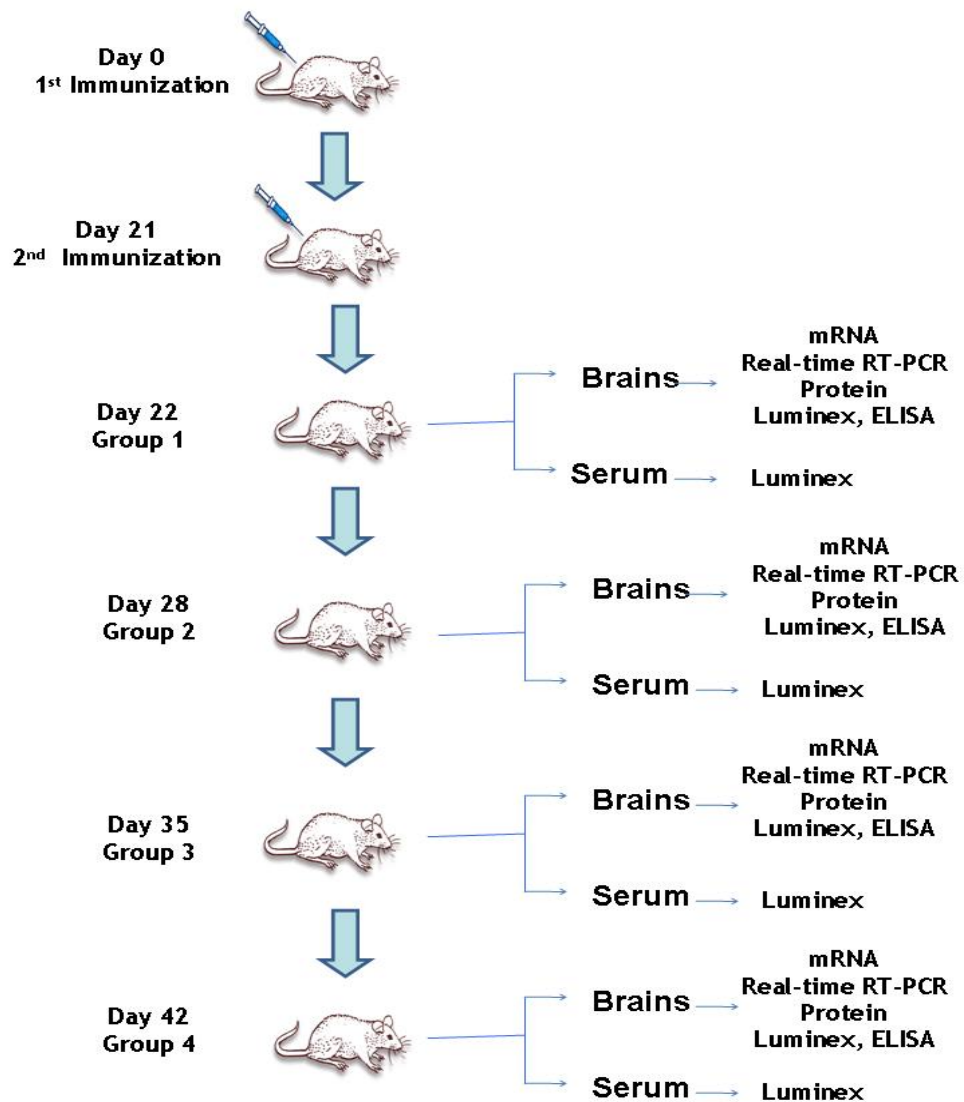 Day 0
1st Immunization
Day 21
2nd Immunization
Day 22
Group 1
Brains
mRNA
Real-time RT-PCR
Protein
Luminex, ELISA
Serum
Luminex
Day 28
Group 2
Brains
mRNA
Real-time RT-PCR
Protein
Luminex, ELISA
Serum
Luminex
Day 35
Group 3
Brains
mRNA
Real-time RT-PCR
Protein
Luminex, ELISA
Serum
Luminex
Day 42
Group 4
Brains
mRNA
Real-time RT-PCR
Protein
Luminex, ELISA
Serum
Luminex